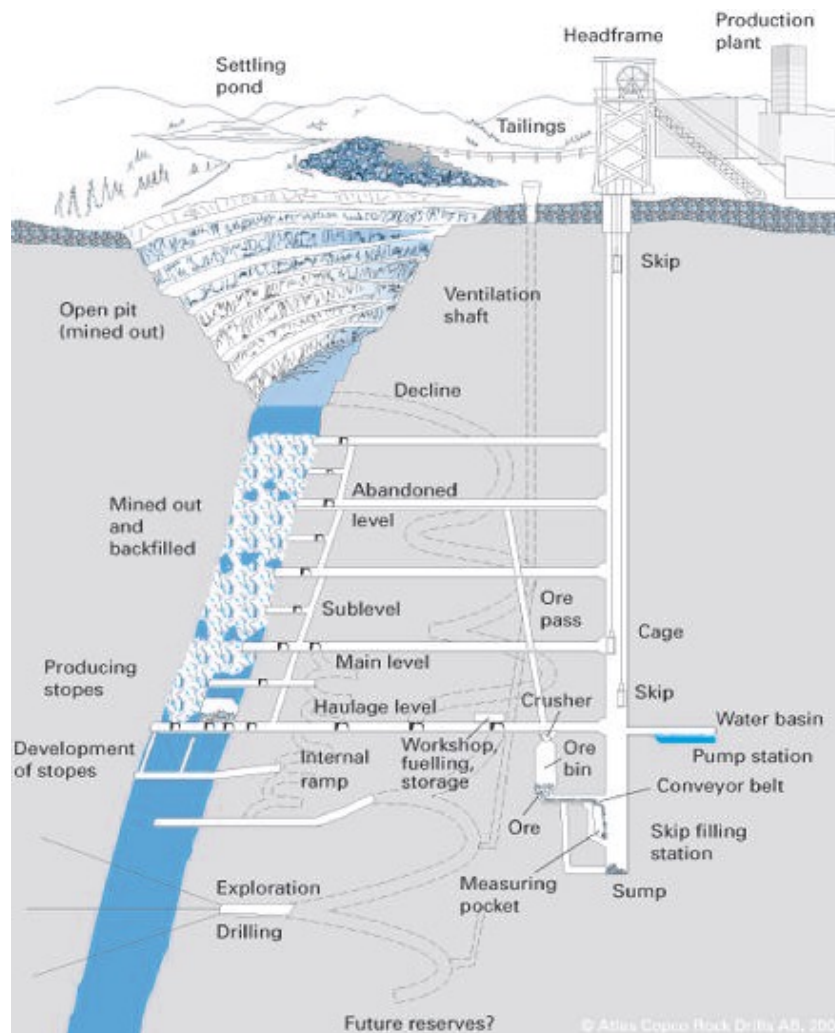 Production
plant
Headframe
Settling
pond
Tailings
Skip
Open pit
(mined out)
Ventilation
shaft
Decline
Mined out
and
backfilled
Abandoned
level
Sublevel
Ore
pass
Cage
Main level
Producing
stopes
Skip
Haulage level
Crusher
Water basin
Development
of stopes
Internal
ramp
Workshop,
fuelling,
storage
Ore
bin
Pump station
Conveyor belt
Ore
Skip filling
station
Measuring
pocket
Sump
Exploration
Drilling
Future reserves?
© Atlas Copco Rock Drills AB, 200